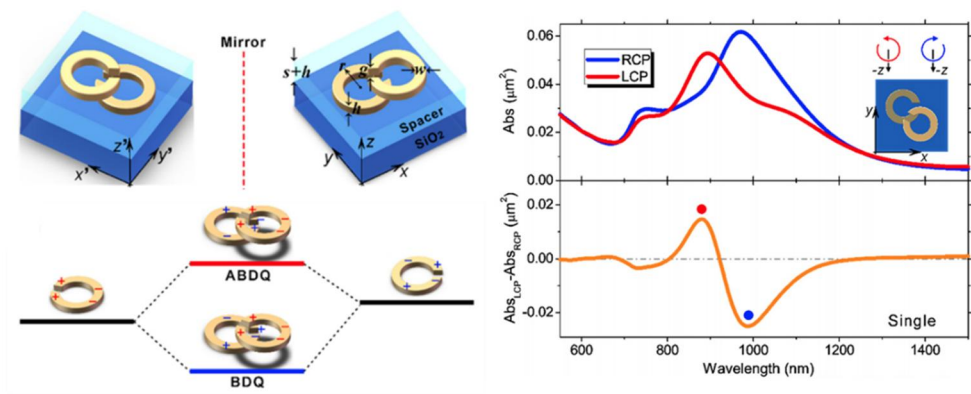 Mirror
s+h
r
g
w
h
Spacer
SiO₂
z'
y'
x'
z
y
x
ABDQ
BDQ
Abs (μm²)
0.06
0.04
0.02
0.00
RCP
LCP
-z
-z
y
x
Abs_LCP-Abs_RCP (μm²)
0.02
0.00
-0.02
Single
600 800 1000 1200 1400
Wavelength (nm)